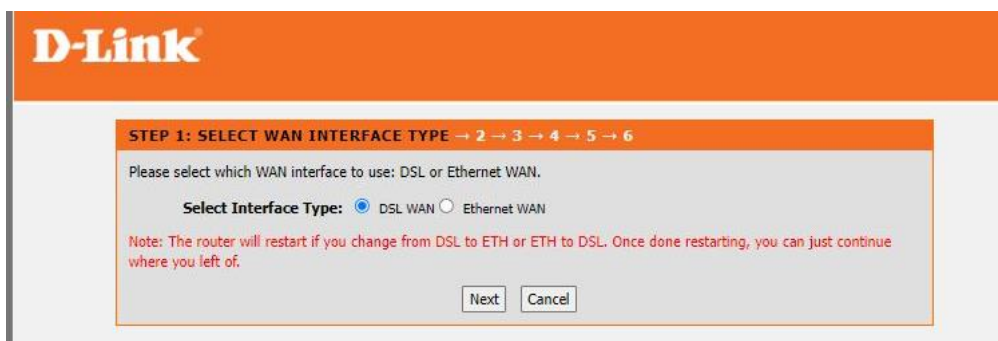 D-Link
STEP 1: SELECT WAN INTERFACE TYPE → 2 → 3 → 4 → 5 → 6
Please select which WAN interface to use: DSL or Ethernet WAN.
Select Interface Type: DSL WAN Ethernet WAN
Note: The router will restart if you change from DSL to ETH or ETH to DSL. Once done restarting, you can just continue
where you left of.
Next Cancel